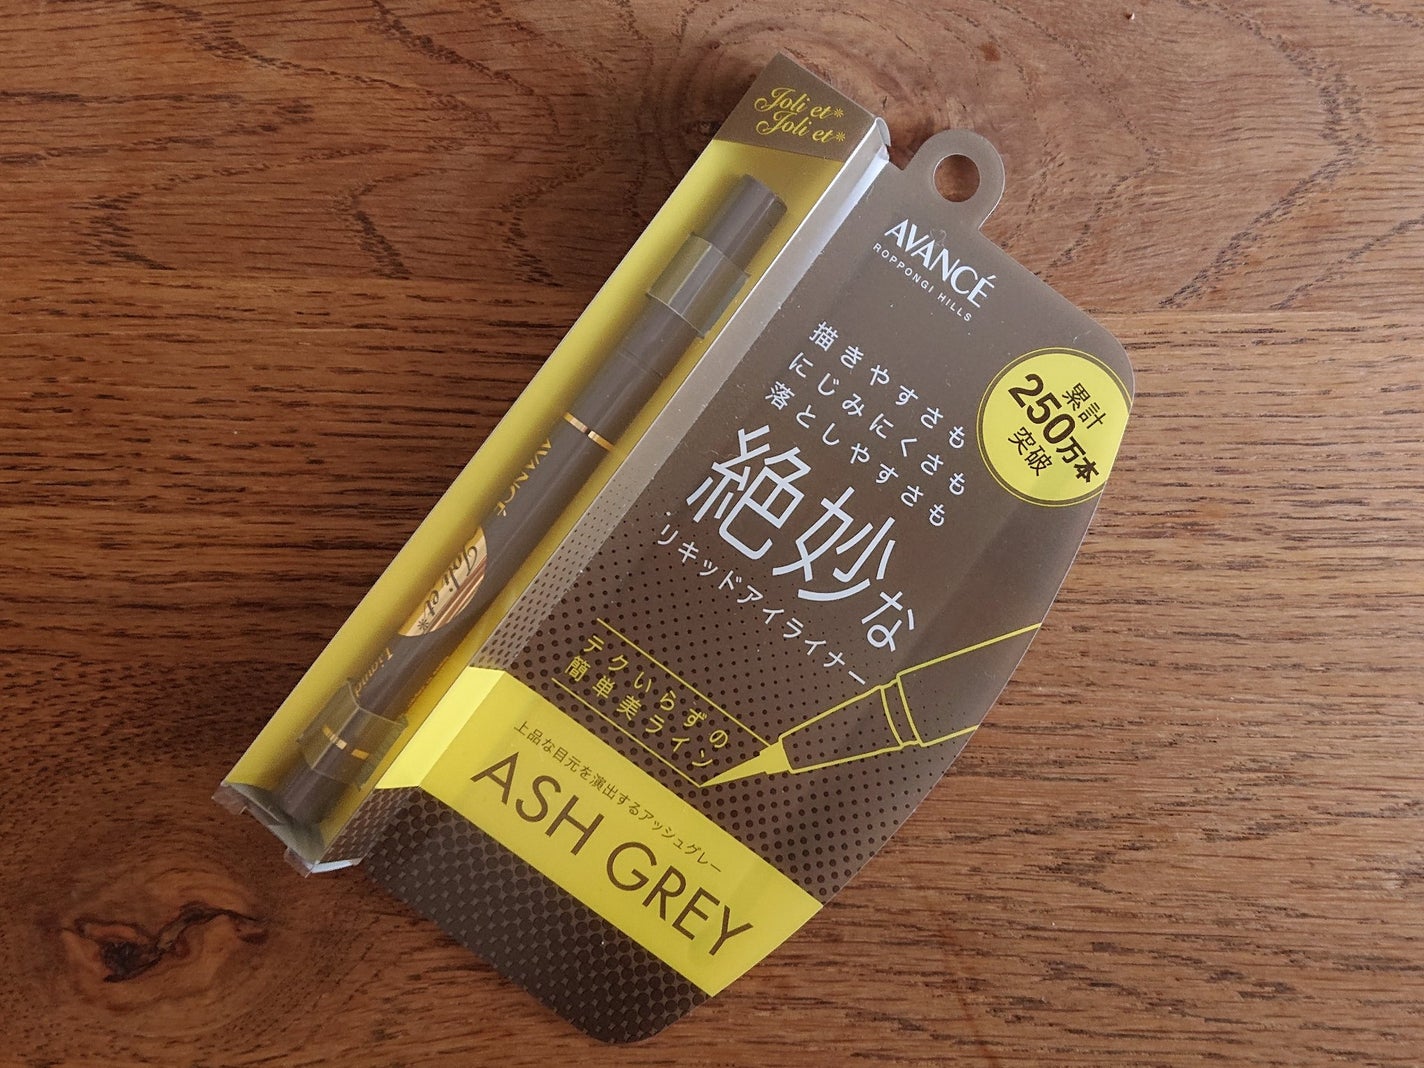 Joli et*
Joli et*
AVANCÉ
ROPPONGI HILLS
累計
250万本
突破
描きやすさも
にじみにくさも
落としやすさも
絶妙な
リキッドアイライナー
テクいらずの
簡単美ライン
上品な目元を演出するアッシュグレー
ASH GREY
AVANCÉ
Joli et*
Liquid